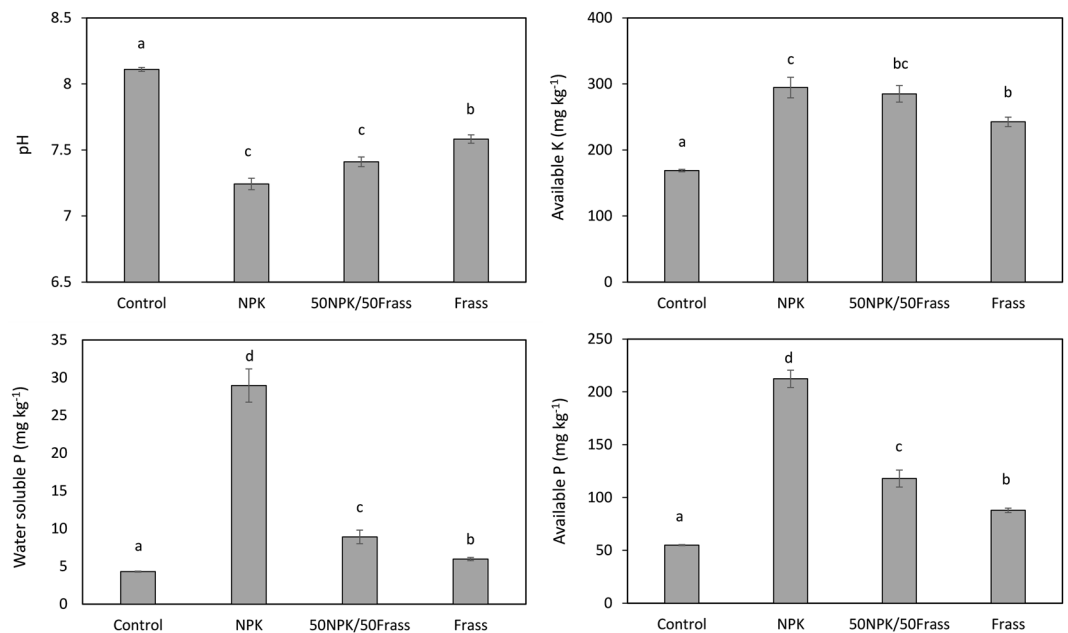 pH
8.5
8
7.5
7
6.5
a
c
c
b
Control NPK 50NPK/50Frass Frass
Available K (mg kg⁻¹)
400
300
200
100
0
a
c
bc
b
Control NPK 50NPK/50Frass Frass
Water soluble P (mg kg⁻¹)
35
30
25
20
15
10
5
0
a
d
c
b
Control NPK 50NPK/50Frass Frass
Available P (mg kg⁻¹)
250
200
150
100
50
0
a
d
c
b
Control NPK 50NPK/50Frass Frass